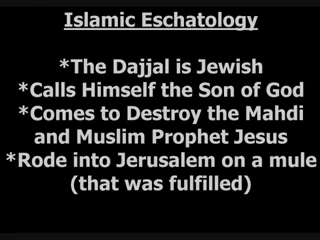 Islamic Eschatology
*The Dajjal is Jewish
*Calls Himself the Son of God
*Comes to Destroy the Mahdi
and Muslim Prophet Jesus
*Rode into Jerusalem on a mule
(that was fulfilled)